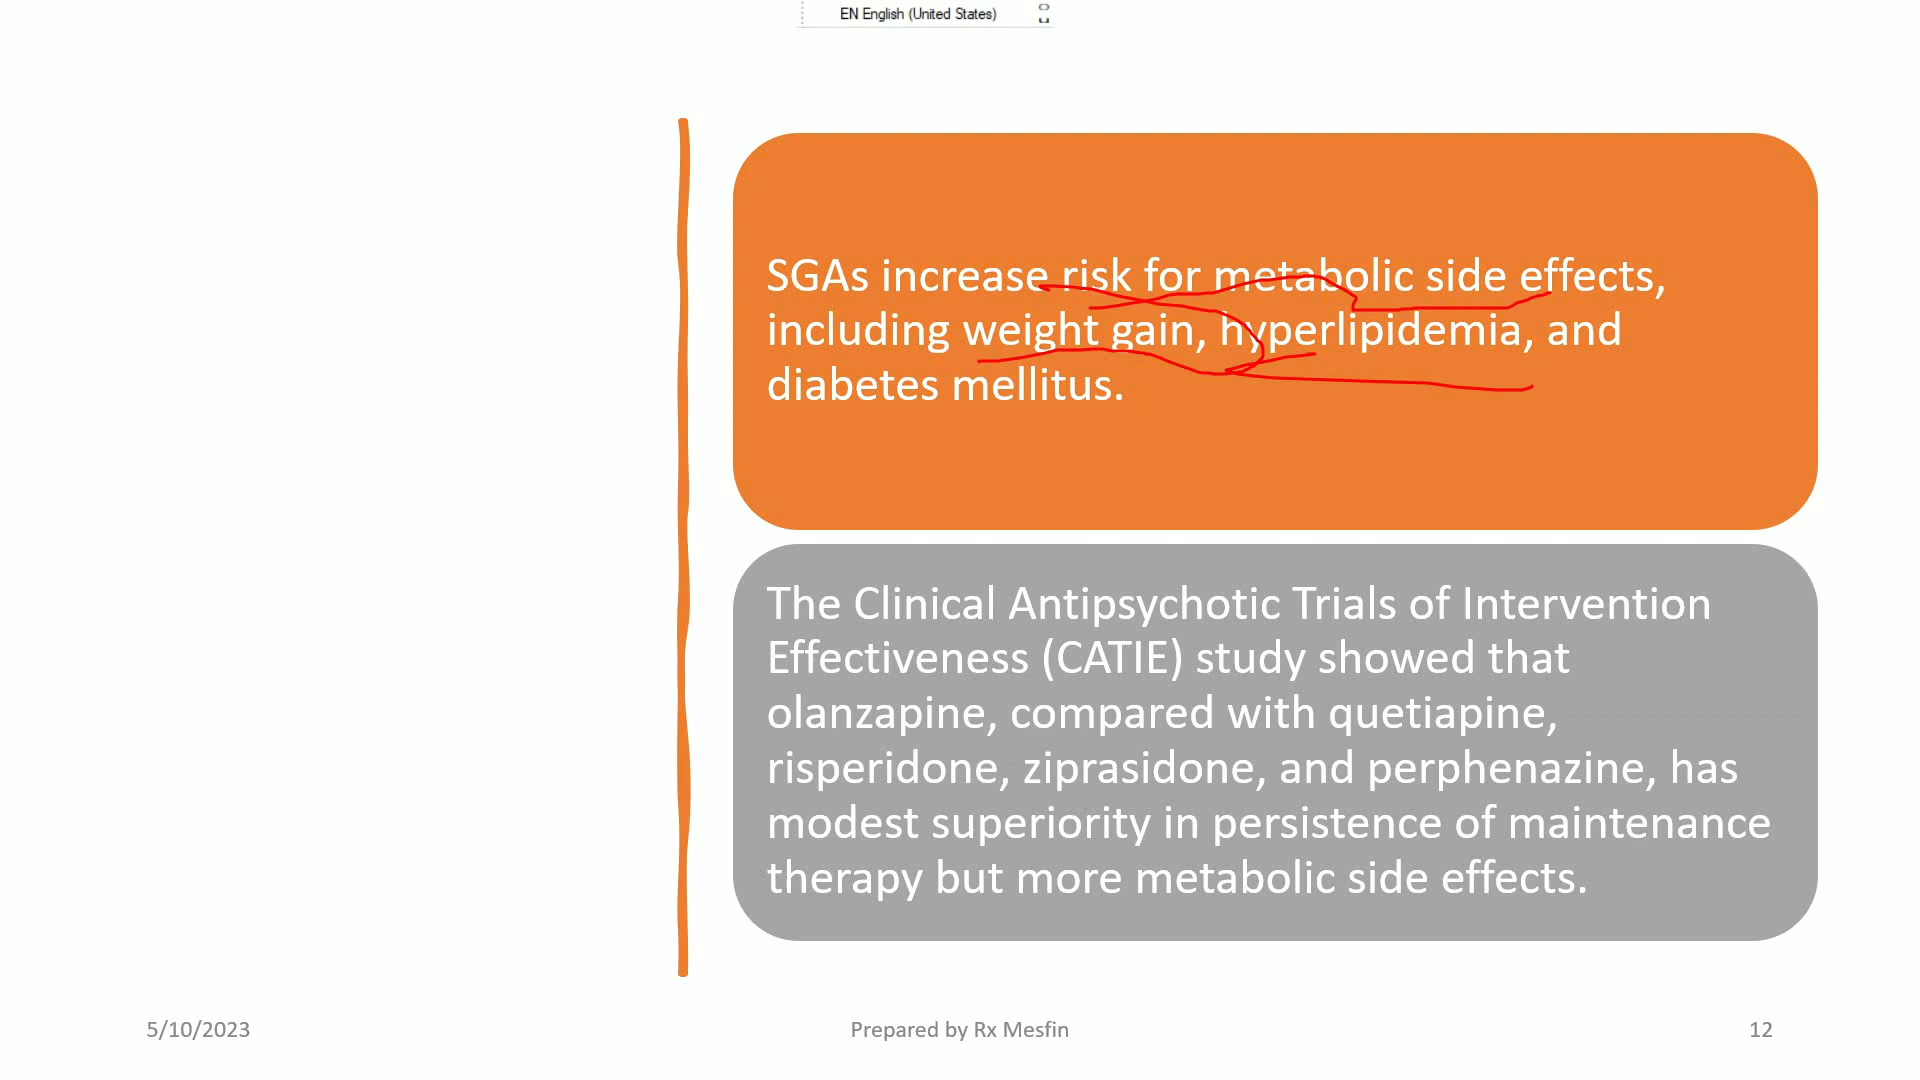 EN English (United States)
SGAs increase risk for metabolic side effects,
including weight gain, hyperlipidemia, and
diabetes mellitus.
The Clinical Antipsychotic Trials of Intervention
Effectiveness (CATIE) study showed that
olanzapine, compared with quetiapine,
risperidone, ziprasidone, and perphenazine, has
modest superiority in persistence of maintenance
therapy but more metabolic side effects.
5/10/2023
Prepared by Rx Mesfin
12